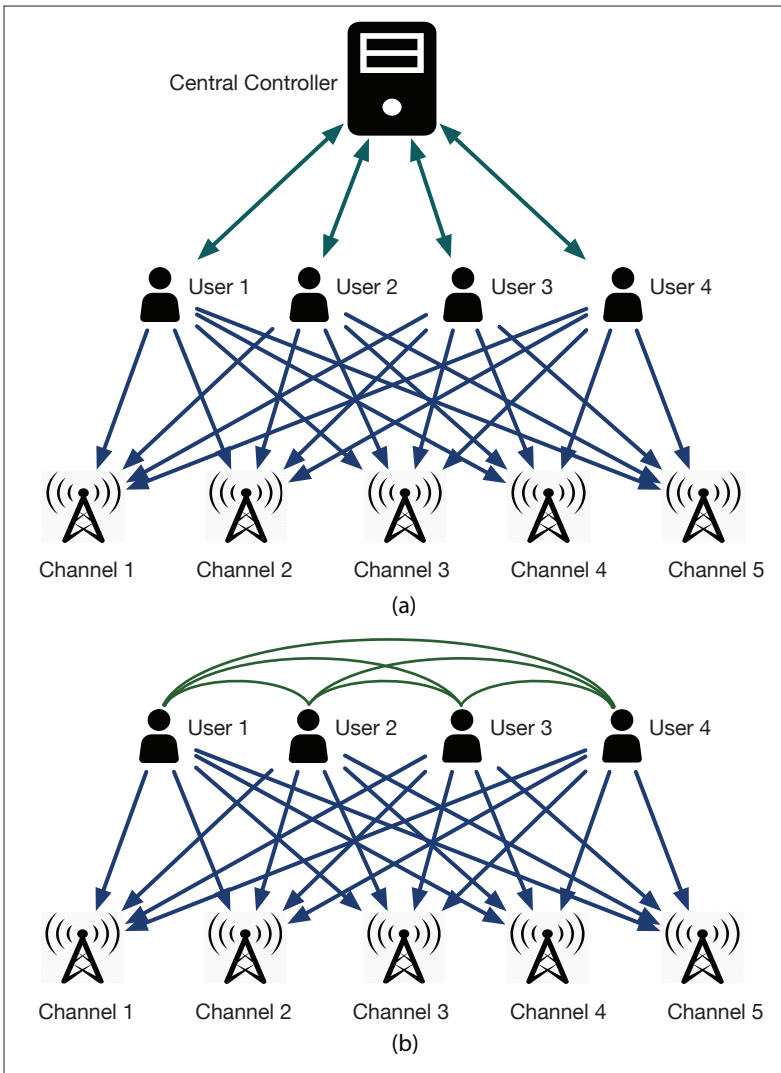 Central Controller
User 1 User 2 User 3 User 4
Channel 1 Channel 2 Channel 3 Channel 4 Channel 5
(a)
User 1 User 2 User 3 User 4
Channel 1 Channel 2 Channel 3 Channel 4 Channel 5
(b)